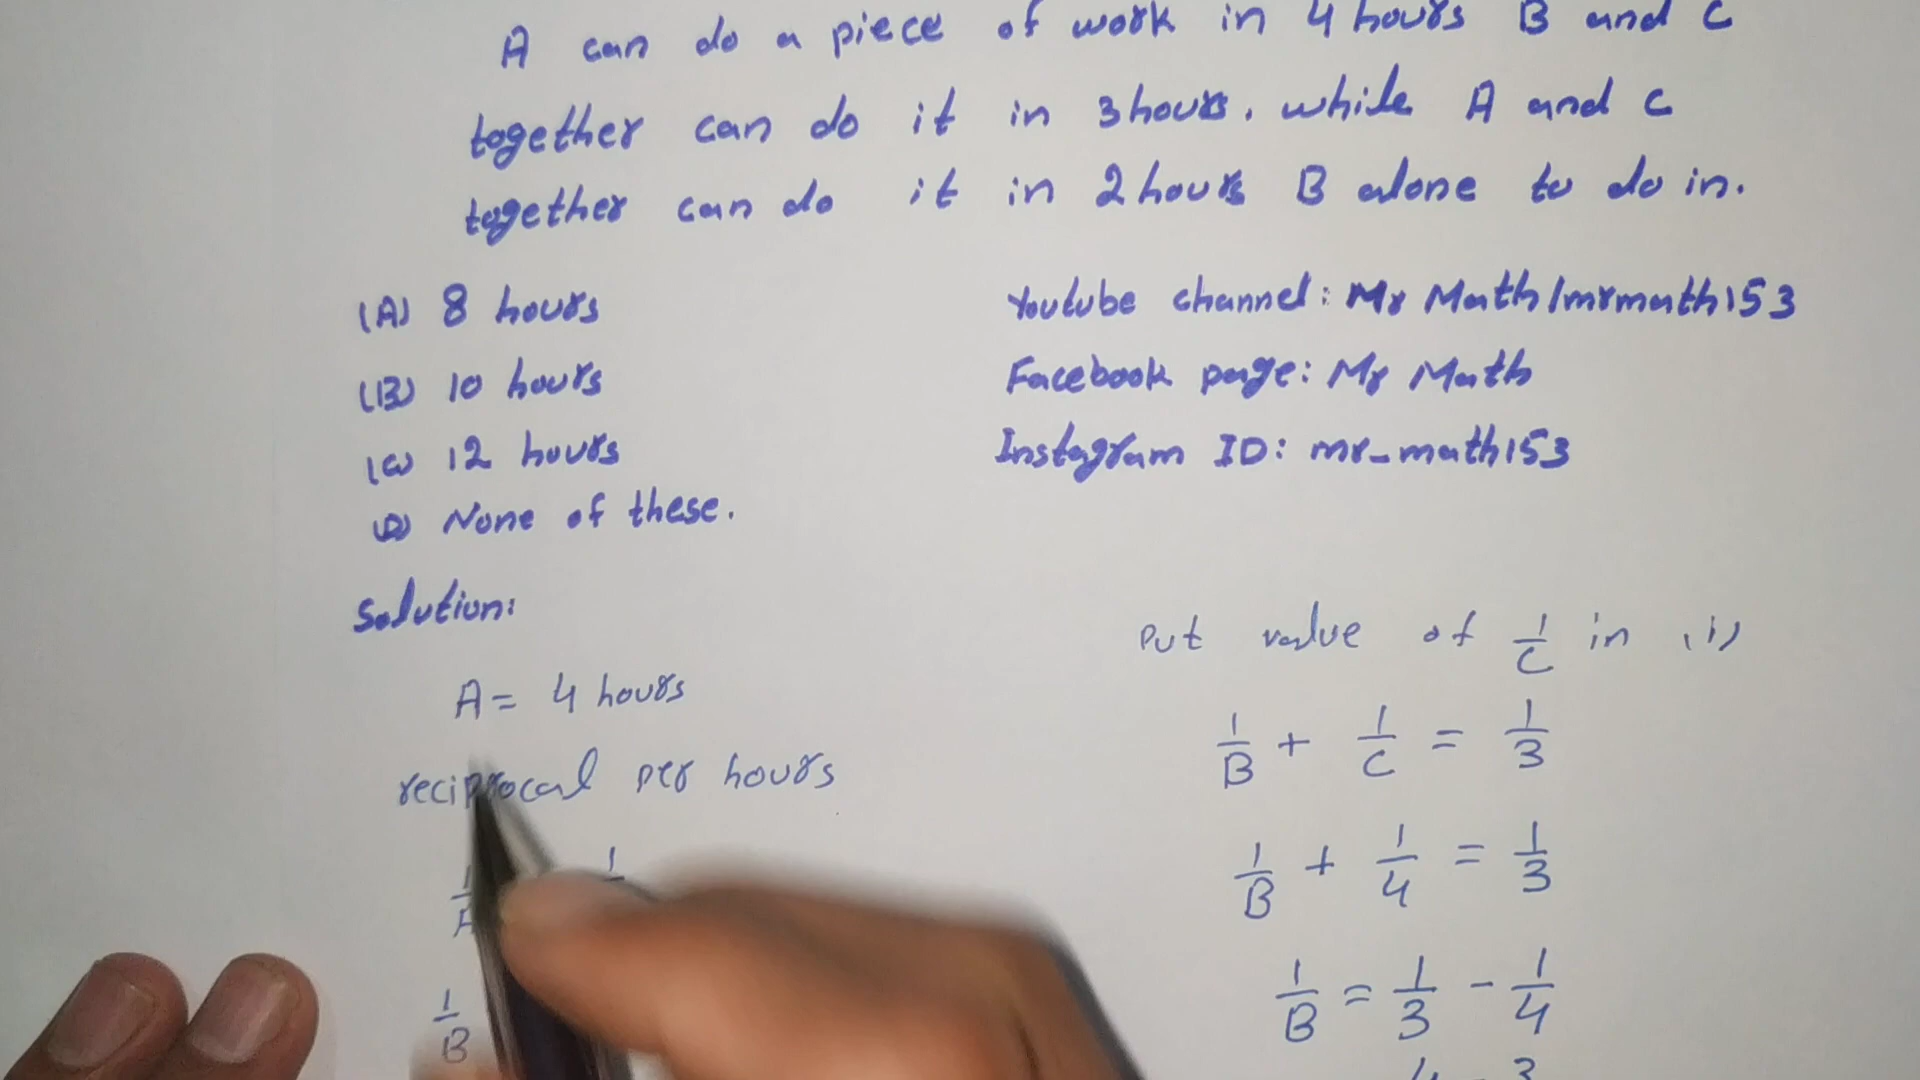 A can do a piece of work in 4 hours B and C
together can do it in 3 hours. while A and C
together can do it in 2 hours B alone to do in.
(A) 8 hours
(B) 10 hours
(C) 12 hours
(D) None of these.
Youtube channel: Mr Math/mrmath153
Facebook page: Mr Math
Instagram ID: mr_math153
Solution:
A = 4 hours
reciprocal per hours
1/B
Put value of 1/C in (i)
1/B + 1/C = 1/3
1/B + 1/4 = 1/3
1/B = 1/3 - 1/4